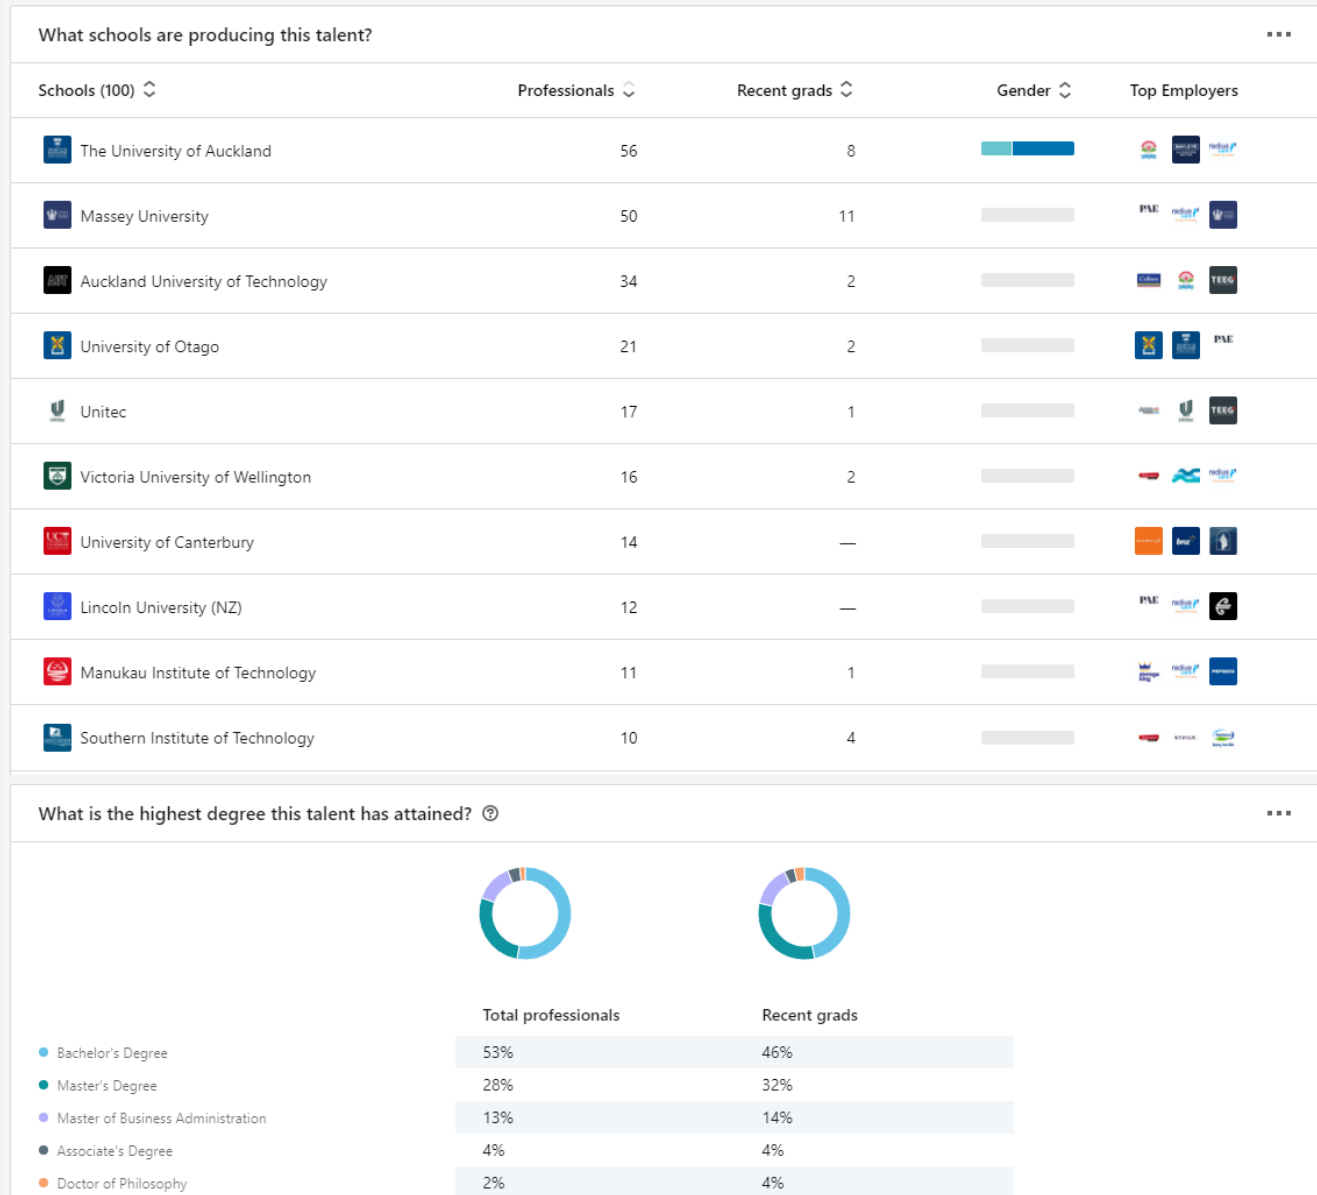 What schools are producing this talent?
Schools (100) Professionals Recent grads Gender Top Employers
The University of Auckland 56 8
Massey University 50 11
PAE
Auckland University of Technology 34 2
TEEG
University of Otago 21 2
PAE
Unitec 17 1
TEEG
Victoria University of Wellington 16 2
University of Canterbury 14 —
Lincoln University (NZ) 12 —
PAE
Manukau Institute of Technology 11 1
Southern Institute of Technology 10 4
What is the highest degree this talent has attained?
Total professionals Recent grads
Bachelor's Degree 53% 46%
Master's Degree 28% 32%
Master of Business Administration 13% 14%
Associate's Degree 4% 4%
Doctor of Philosophy 2% 4%